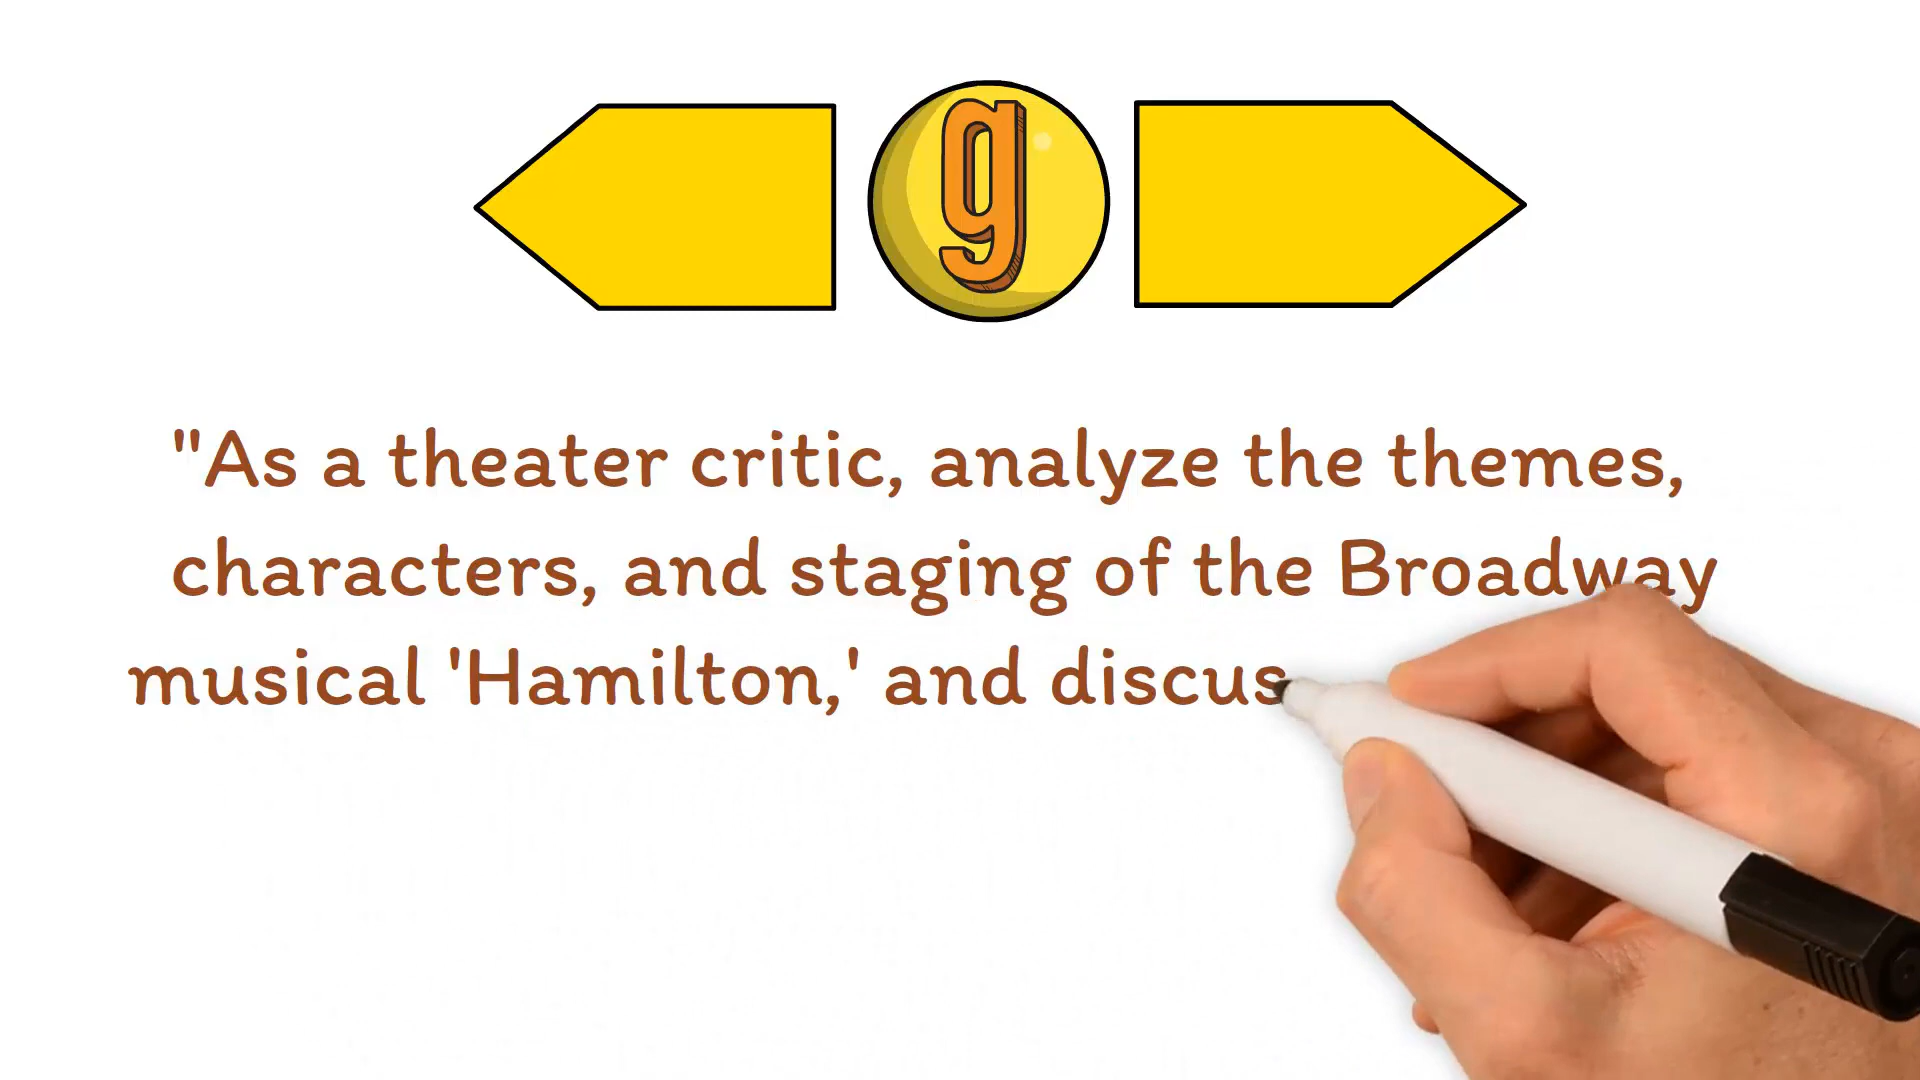 g
"As a theater critic, analyze the themes,
characters, and staging of the Broadway
musical 'Hamilton,' and discus